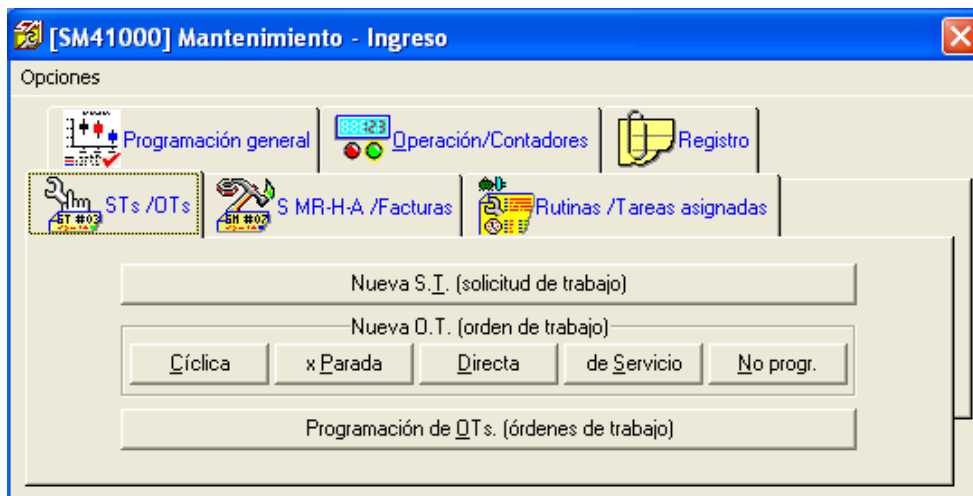 [SM41000] Mantenimiento - Ingreso
Opciones
Programación general
Operación/Contadores
Registro
STs /OTs
S MR-H-A /Facturas
Rutinas /Tareas asignadas
Nueva S.T. (solicitud de trabajo)
Nueva O.T. (orden de trabajo)
Cíclica
x Parada
Directa
de Servicio
No progr.
Programación de OTs. (órdenes de trabajo)